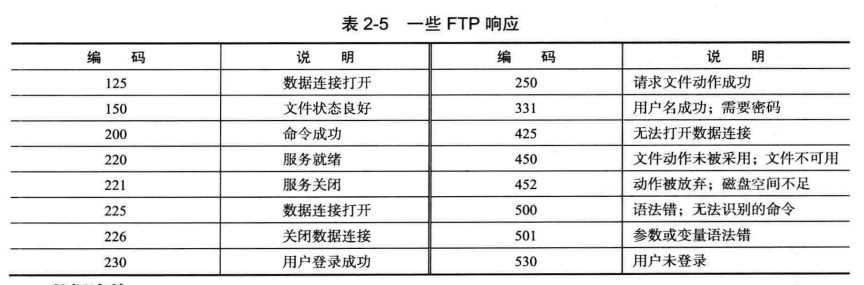 表 2-5 一些 FTP 响应
编 码 说 明 编 码 说 明
125 数据连接打开 250 请求文件动作成功
150 文件状态良好 331 用户名成功；需要密码
200 命令成功 425 无法打开数据连接
220 服务就绪 450 文件动作未被采用；文件不可用
221 服务关闭 452 动作被放弃；磁盘空间不足
225 数据连接打开 500 语法错；无法识别的命令
226 关闭数据连接 501 参数或变量语法错
230 用户登录成功 530 用户未登录